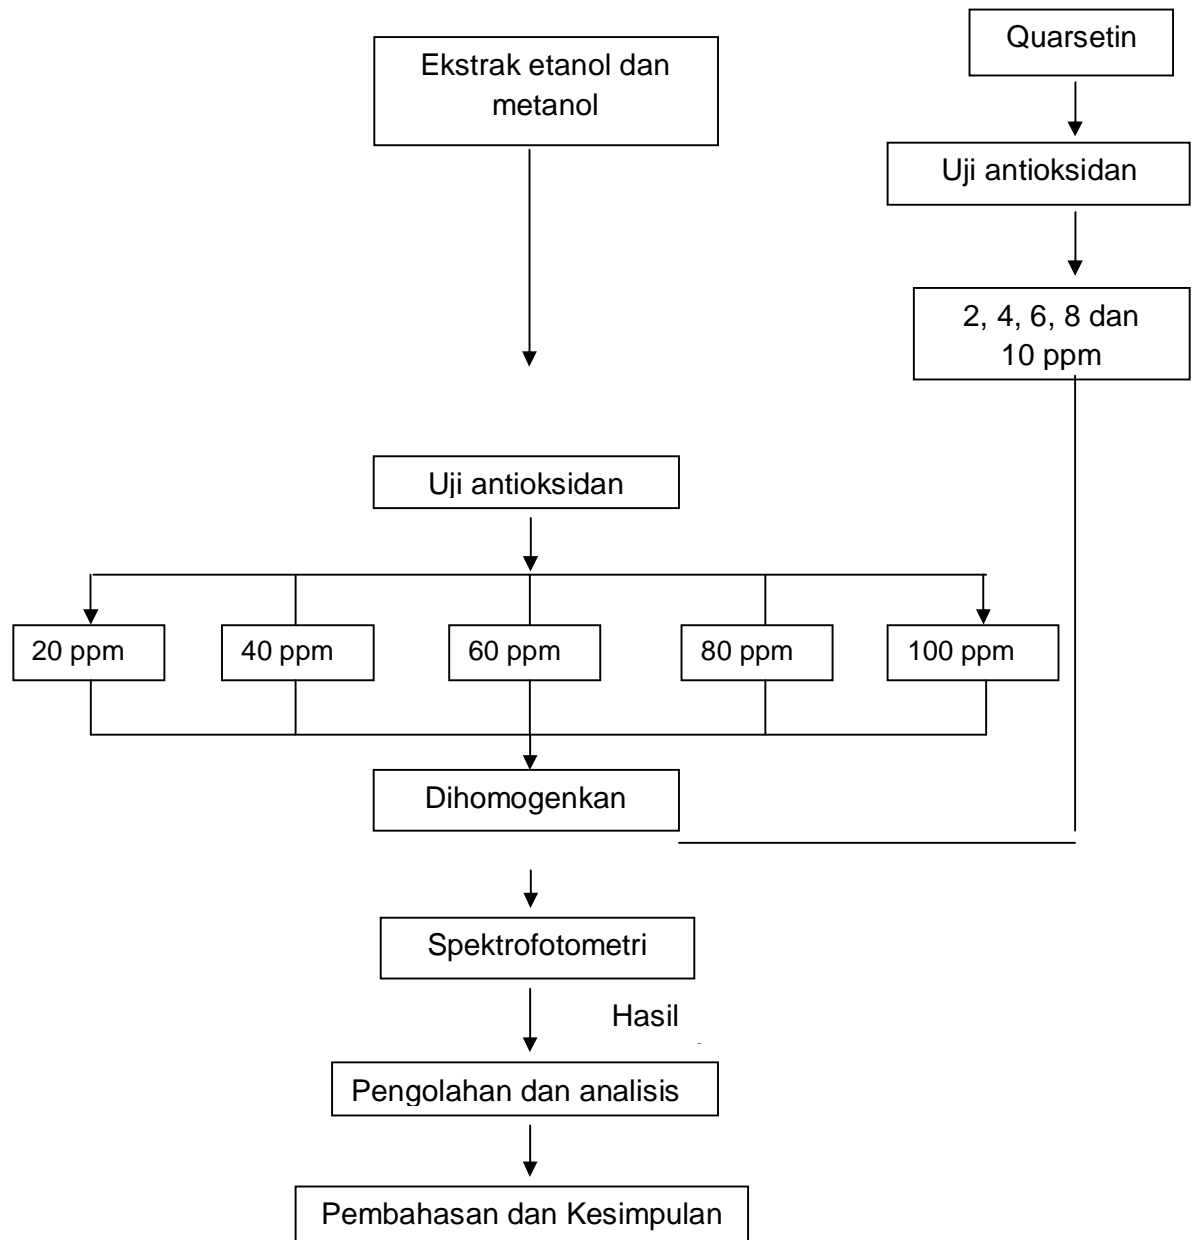 Quarsetin
Ekstrak etanol dan
metanol
Uji antioksidan
2, 4, 6, 8 dan
10 ppm
Uji antioksidan
20 ppm
40 ppm
60 ppm
80 ppm
100 ppm
Dihomogenkan
Spektrofotometri
Hasil
Pengolahan dan analisis
Pembahasan dan Kesimpulan